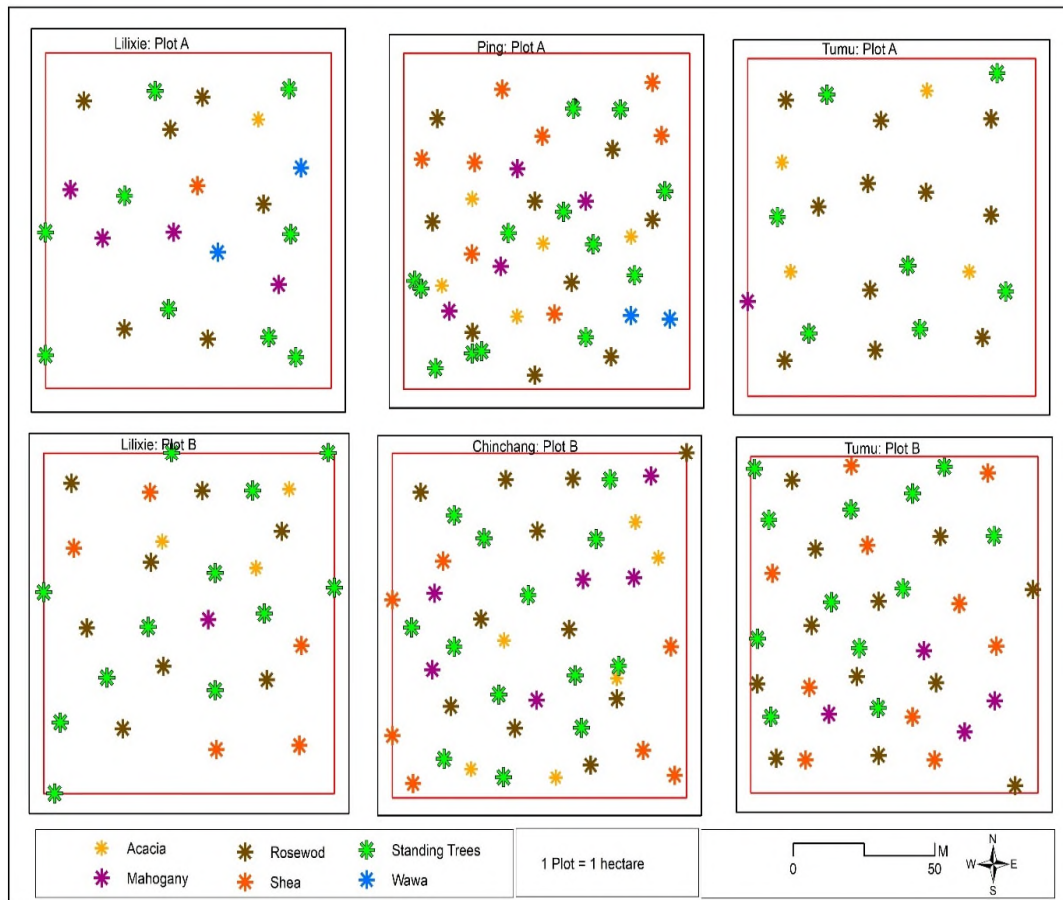 Lilixie: Plot A
Ping: Plot A
Tumu: Plot A
Lilixie: Plot B
Chinchang: Plot B
Tumu: Plot B
Acacia
Rosewod
Standing Trees
Mahogany
Shea
Wawa
1 Plot = 1 hectare
M
0
50
N
W
E
S